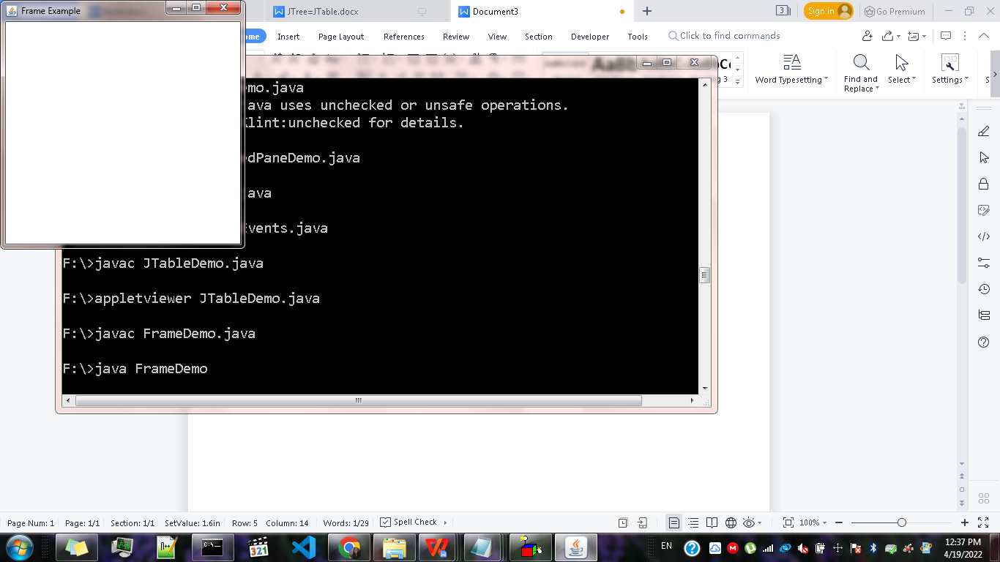 Frame Example
JTree=JTable.docx
Document3
3
Sign in
Go Premium
ome
Insert
Page Layout
References
Review
View
Section
Developer
Tools
Click to find commands
Word Typesetting
Find and
Replace
Select
Settings
S
g 3
mo.java
ava uses unchecked or unsafe operations.
lint:unchecked for details.
dPaneDemo.java
ava
Events.java
F:\>javac JTableDemo.java
F:\>appletviewer JTableDemo.java
F:\>javac FrameDemo.java
F:\>java FrameDemo
Page Num: 1
Page: 1/1
Section: 1/1
SetValue: 1.6in
Row: 5
Column: 14
Words: 1/29
Spell Check
100%
EN
12:37 PM
4/19/2022